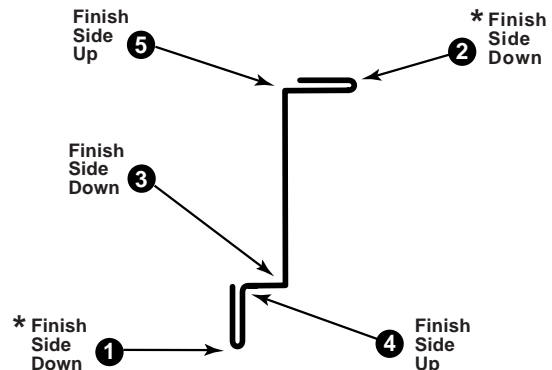 Finish
Side
Up
5
* Finish
Side
Down
2
Finish
Side
Down
3
* Finish
Side
Down
1
4
Finish
Side
Up